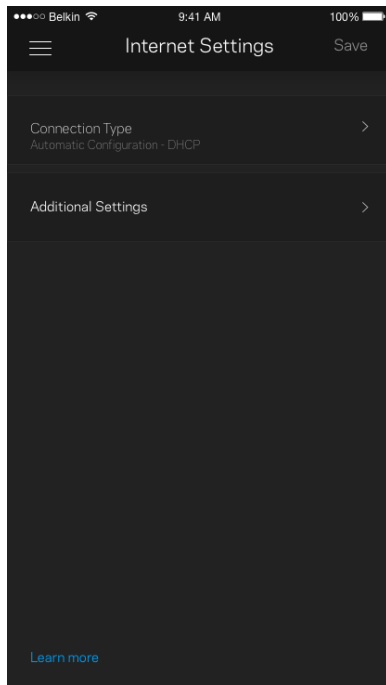 Belkin 9:41 AM 100%
Internet Settings Save
Connection Type
Automatic Configuration - DHCP
Additional Settings
Learn more